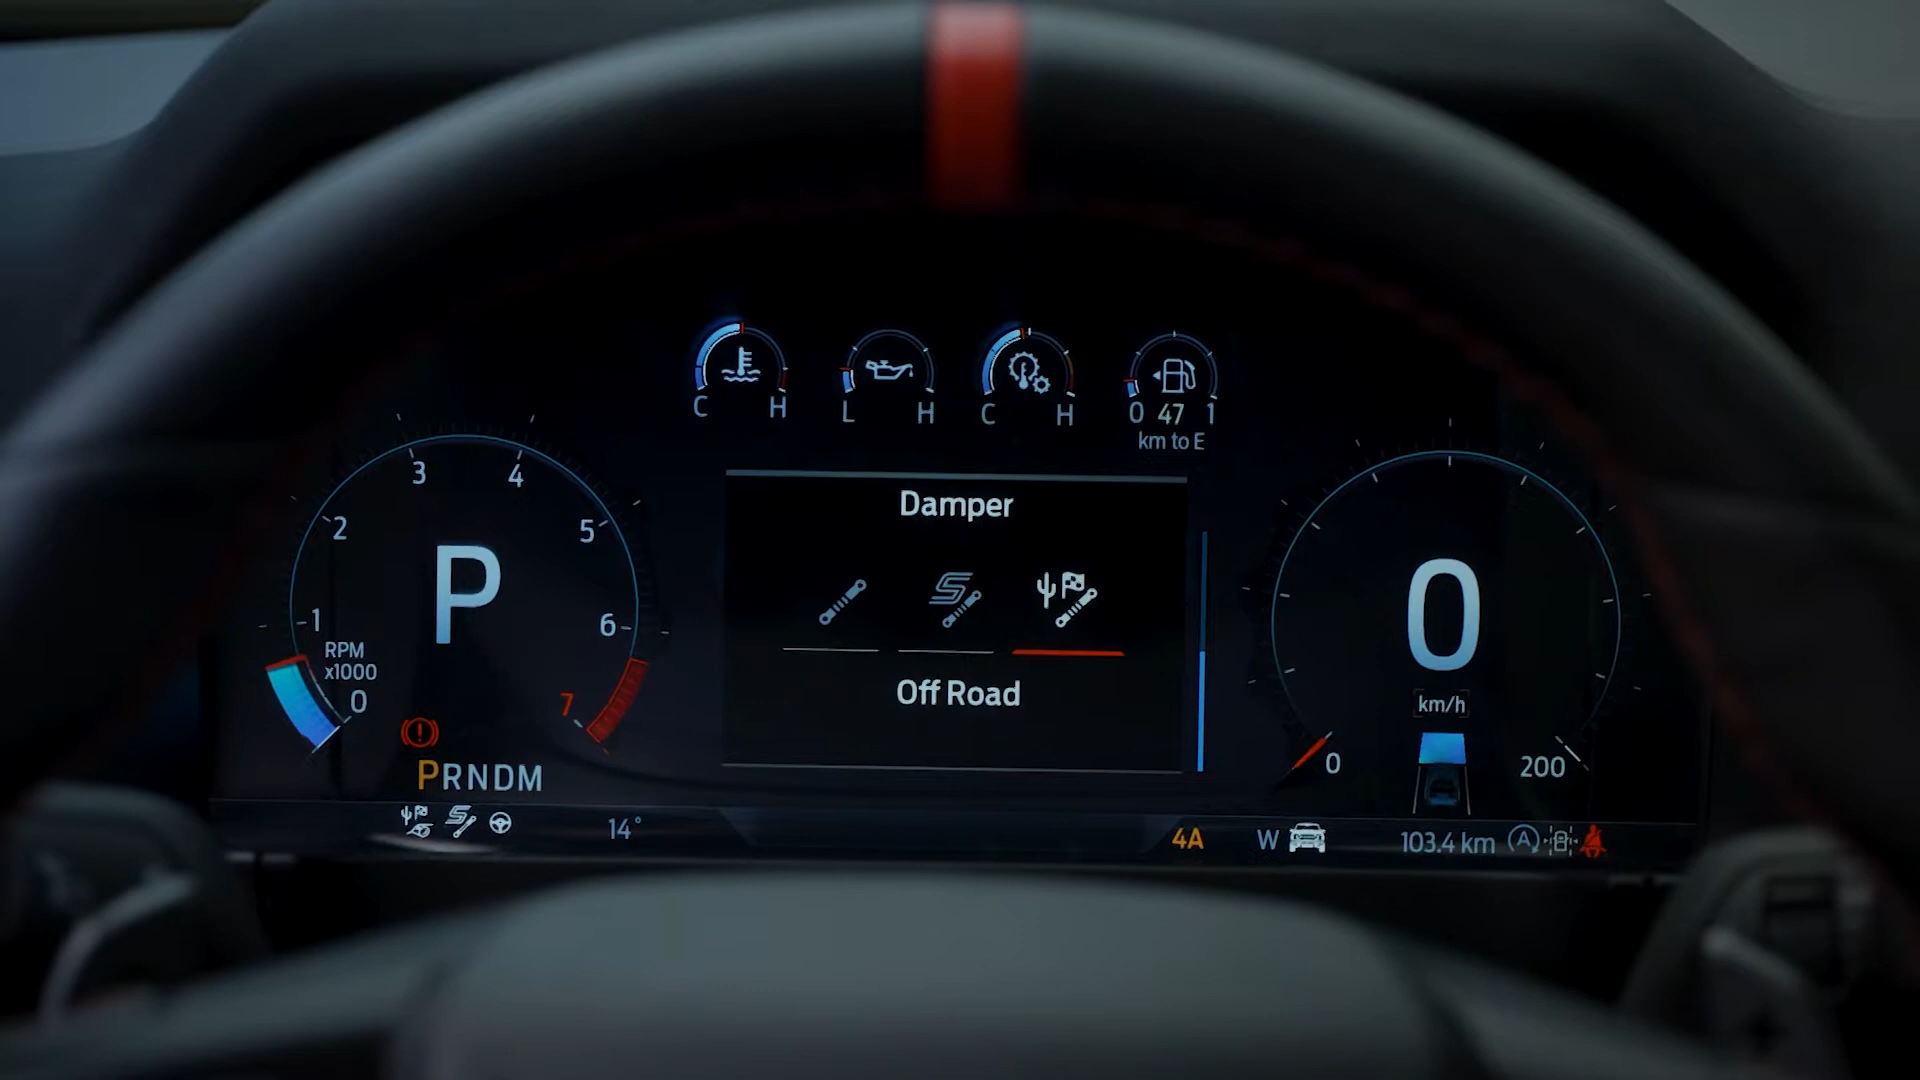 C H
L H
C H
0 47 1
km to E
3
4
2
5
1
6
RPM
x1000
0
7
P
PRNDM
14°
Damper
S
Off Road
0
km/h
0
200
4A
W
103.4 km
A